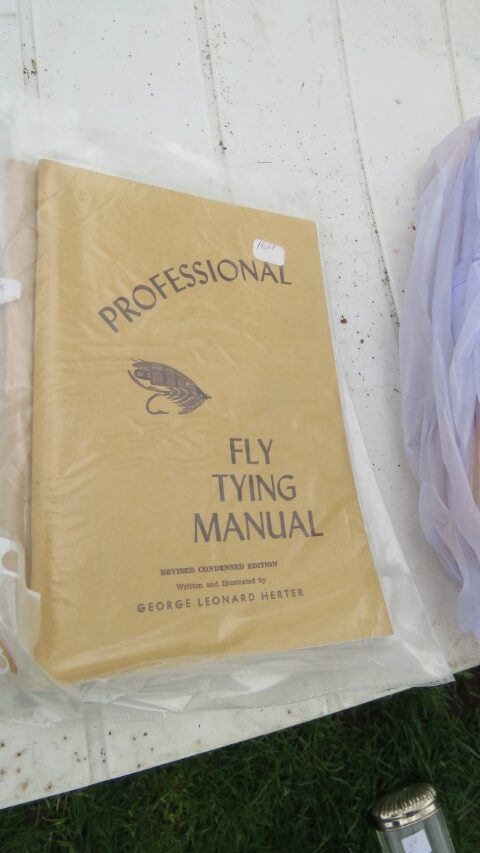 PROFESSIONAL
FLY
TYING
MANUAL
REVISED CONDENSED EDITION
Written and Illustrated by
GEORGE LEONARD HERTER